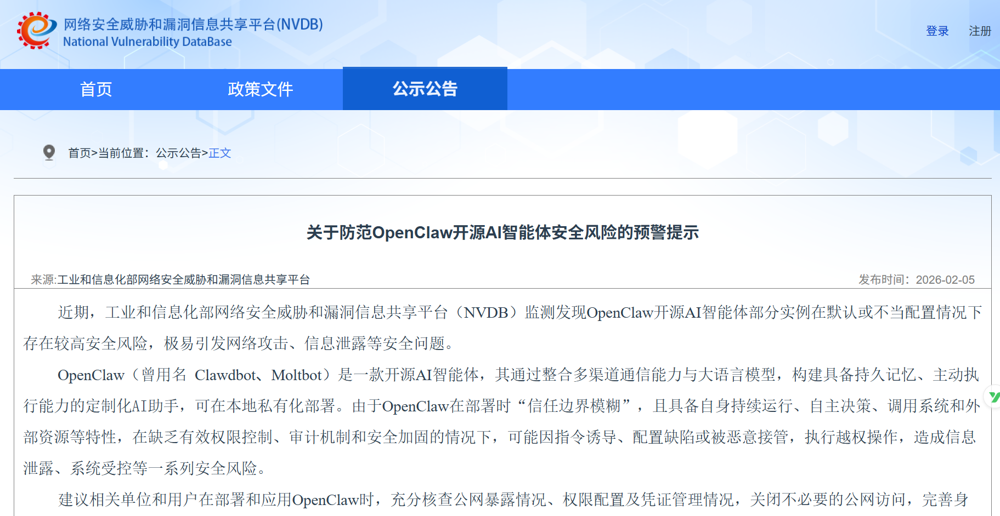 网络安全威胁和漏洞信息共享平台(NVDB)
National Vulnerability DataBase
登录 注册
首页 政策文件 公示公告
首页>当前位置：公示公告>正文
关于防范OpenClaw开源AI智能体安全风险的预警提示
来源:工业和信息化部网络安全威胁和漏洞信息共享平台 发布时间：2026-02-05
近期，工业和信息化部网络安全威胁和漏洞信息共享平台（NVDB）监测发现OpenClaw开源AI智能体部分实例在默认或不当配置情况下
存在较高安全风险，极易引发网络攻击、信息泄露等安全问题。
OpenClaw（曾用名 Clawdbot、Moltbot）是一款开源AI智能体，其通过整合多渠道通信能力与大语言模型，构建具备持久记忆、主动执
行能力的定制化AI助手，可在本地私有化部署。由于OpenClaw在部署时“信任边界模糊”，且具备自身持续运行、自主决策、调用系统和外
部资源等特性，在缺乏有效权限控制、审计机制和安全加固的情况下，可能因指令诱导、配置缺陷或被恶意接管，执行越权操作，造成信息
泄露、系统受控等一系列安全风险。
建议相关单位和用户在部署和应用OpenClaw时，充分核查公网暴露情况、权限配置及凭证管理情况，关闭不必要的公网访问，完善身